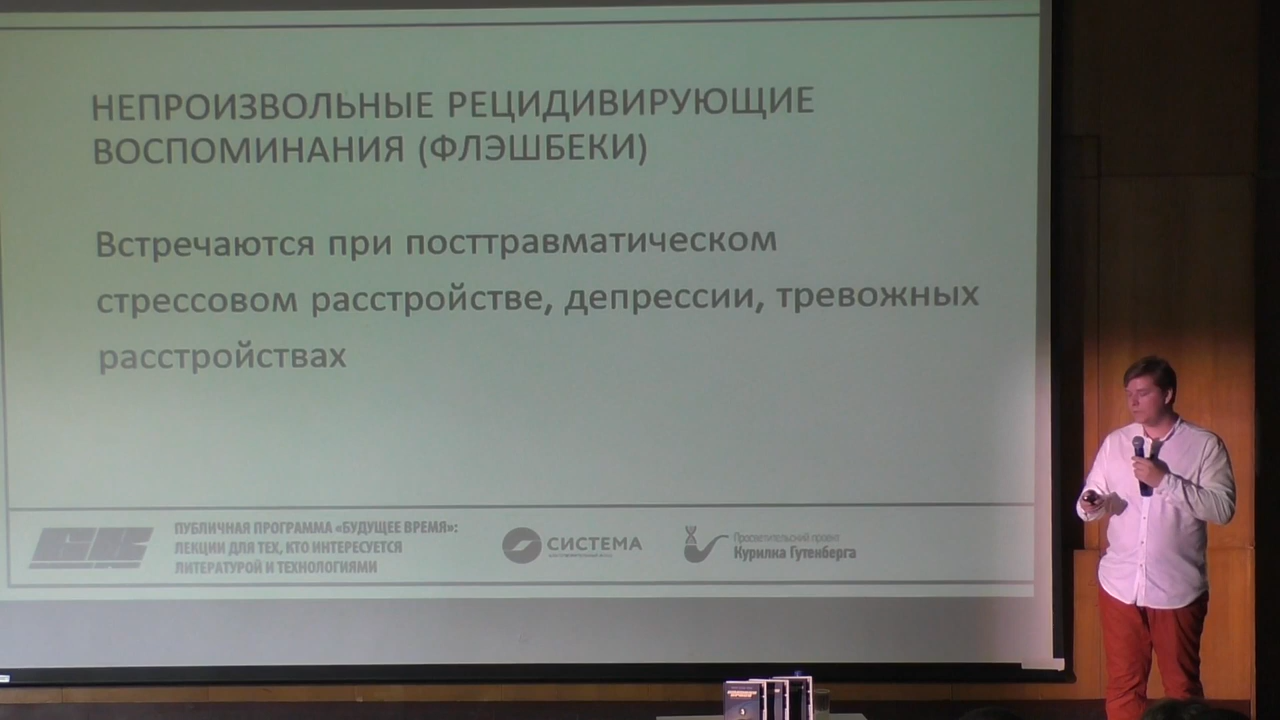 НЕПРОИЗВОЛЬНЫЕ РЕЦИДИВИРУЮЩИЕ
ВОСПОМИНАНИЯ (ФЛЭШБЕКИ)
Встречаются при посттравматическом
стрессовом расстройстве, депрессии, тревожных
расстройствах
БК
ПУБЛИЧНАЯ ПРОГРАММА «БУДУЩЕЕ ВРЕМЯ»:
ЛЕКЦИИ ДЛЯ ТЕХ, КТО ИНТЕРЕСУЕТСЯ
ЛИТЕРАТУРОЙ И ТЕХНОЛОГИЯМИ
СИСТЕМА
Просветительский проект
Курилка Гутенберга